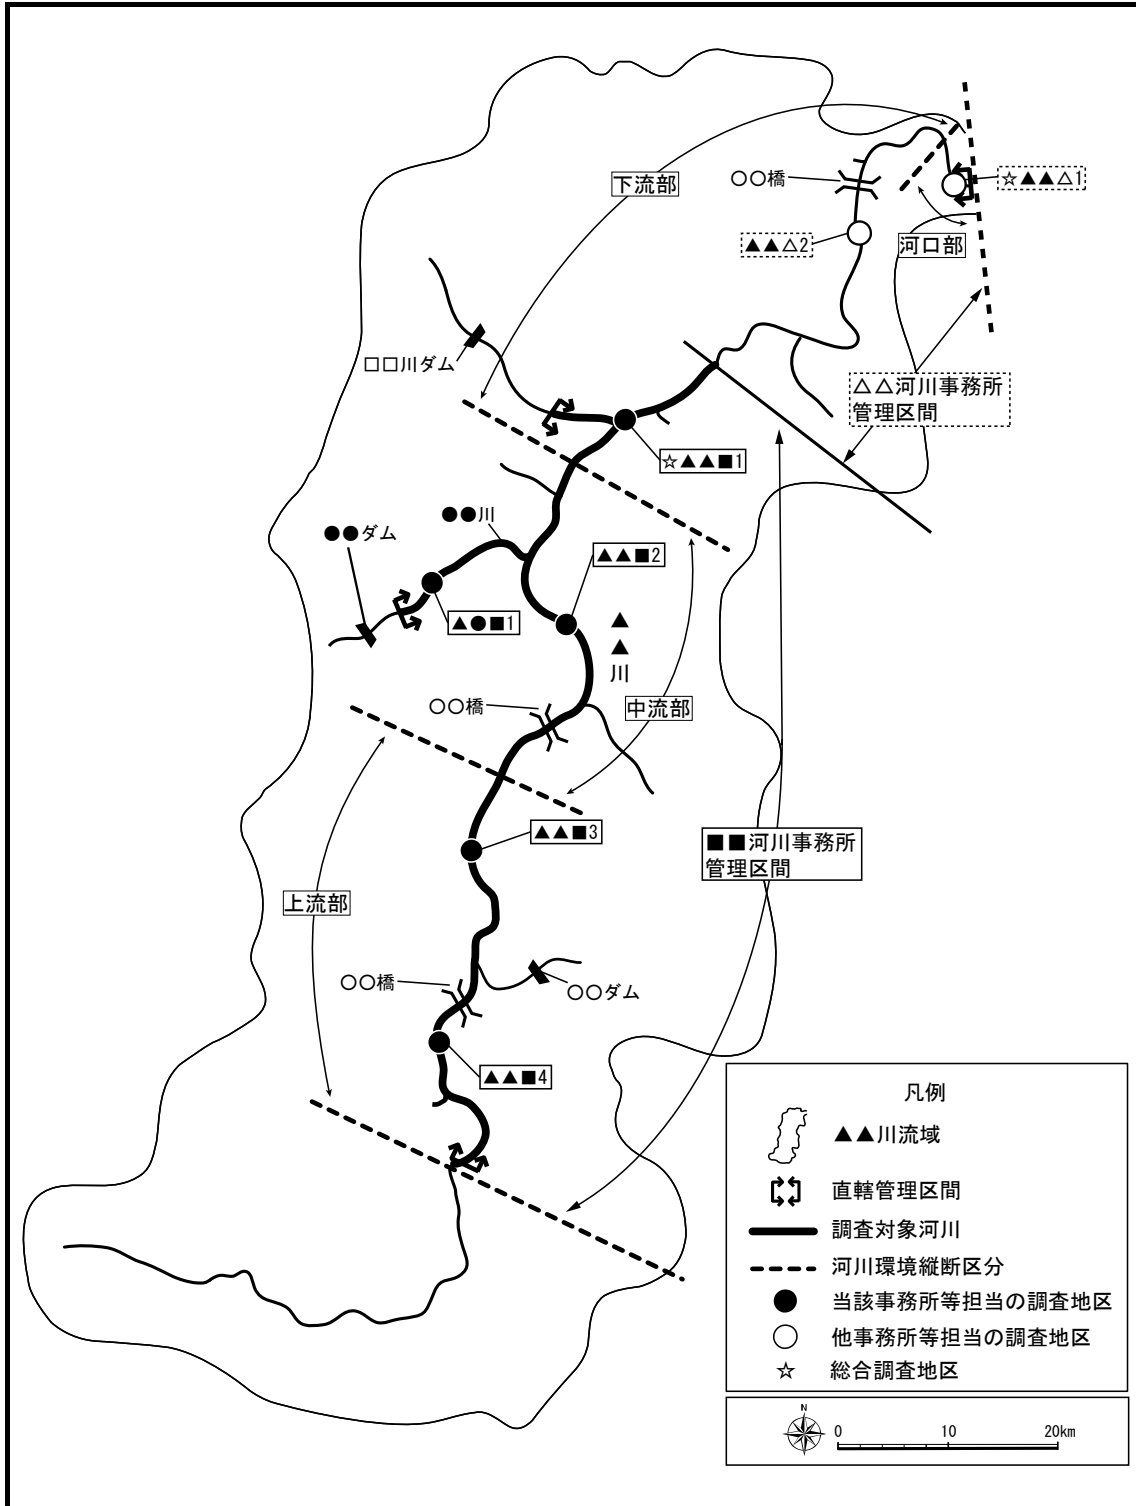 下流部
〇〇橋
☆▲▲△1
▲▲△2
河口部
□□川ダム
△△河川事務所
管理区間
☆▲▲■1
●●川
●●ダム
▲▲■2
▲●■1
▲
▲
川
〇〇橋
中流部
▲▲■3
■■河川事務所
管理区間
上流部
〇〇橋
〇〇ダム
▲▲■4
凡例
▲▲川流域
直轄管理区間
調査対象河川
河川環境縦断区分
当該事務所等担当の調査地区
他事務所等担当の調査地区
☆ 総合調査地区
N
0 10 20km